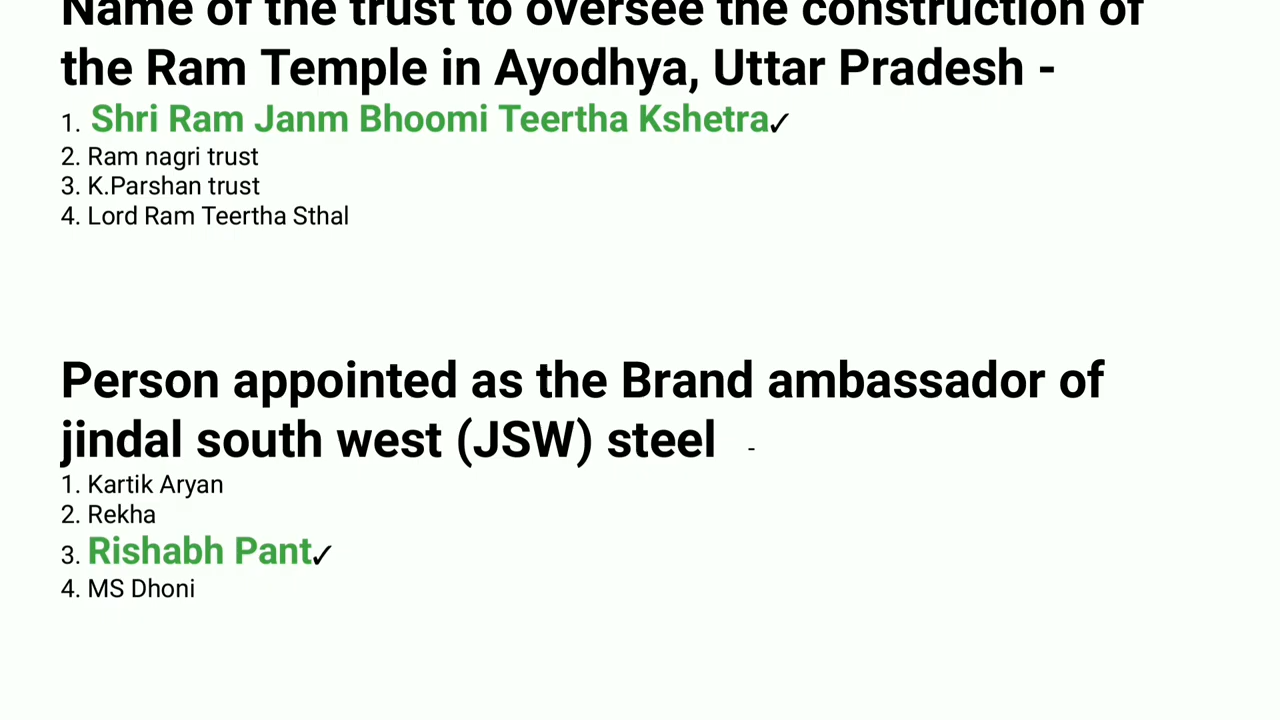 Name of the trust to oversee the construction of
the Ram Temple in Ayodhya, Uttar Pradesh -
1. Shri Ram Janm Bhoomi Teertha Kshetra✓
2. Ram nagri trust
3. K.Parshan trust
4. Lord Ram Teertha Sthal
Person appointed as the Brand ambassador of
jindal south west (JSW) steel -
1. Kartik Aryan
2. Rekha
3. Rishabh Pant✓
4. MS Dhoni